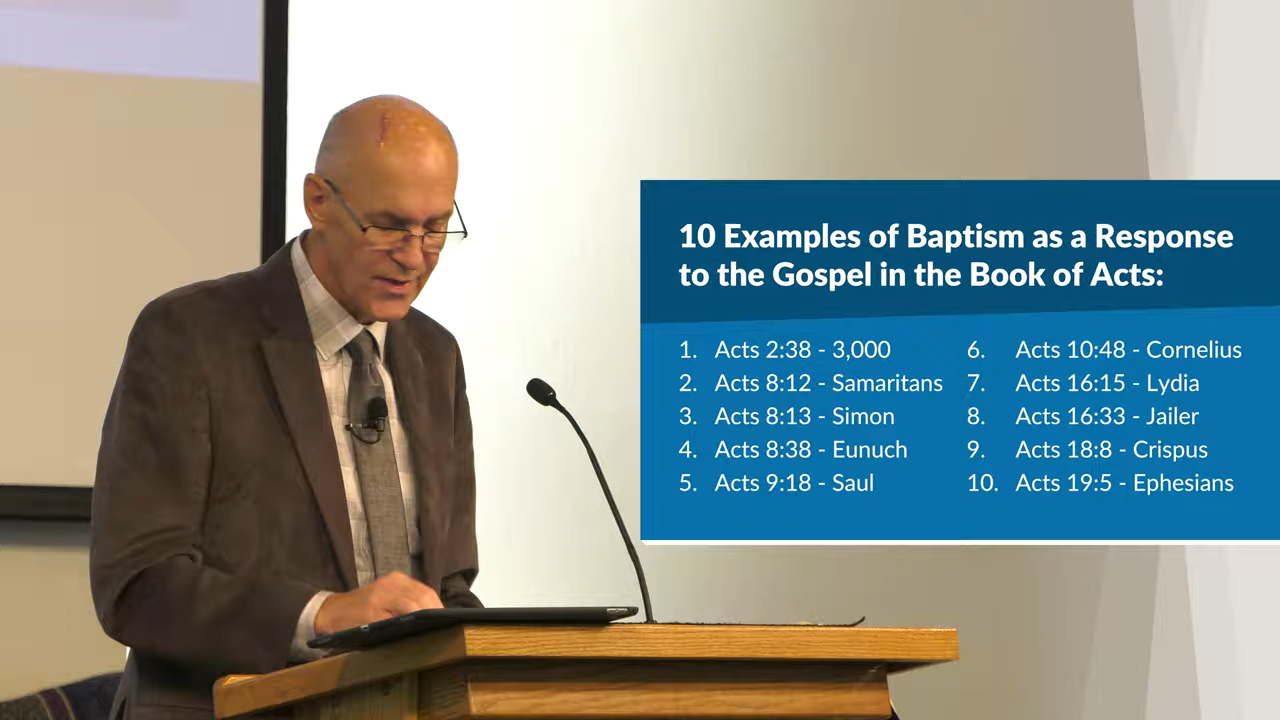 10 Examples of Baptism as a Response
to the Gospel in the Book of Acts:
1. Acts 2:38 - 3,000
2. Acts 8:12 - Samaritans
3. Acts 8:13 - Simon
4. Acts 8:38 - Eunuch
5. Acts 9:18 - Saul
6. Acts 10:48 - Cornelius
7. Acts 16:15 - Lydia
8. Acts 16:33 - Jailer
9. Acts 18:8 - Crispus
10. Acts 19:5 - Ephesians